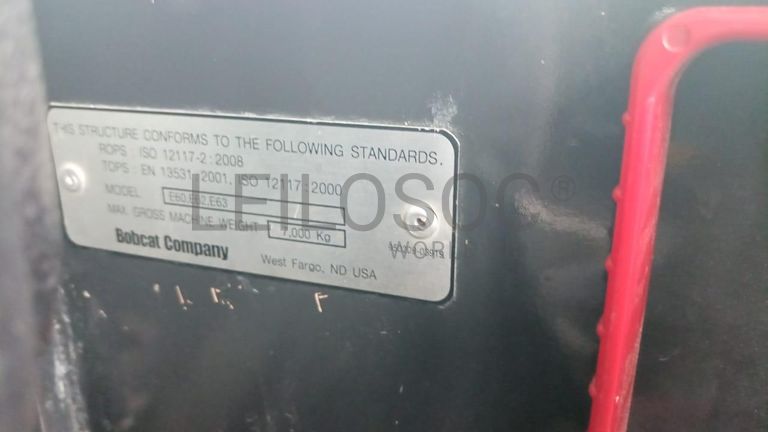 THIS STRUCTURE CONFORMS TO THE FOLLOWING STANDARDS.
ROPS : ISO 12117-2 : 2008
TOPS : EN 13531 : 2001, ISO 12117 : 2000
MODEL E60,E62,E63
MAX. GROSS MACHINE WEIGHT 7,000 Kg
Bobcat Company
West Fargo, ND USA
LEILOSOC®
WORL